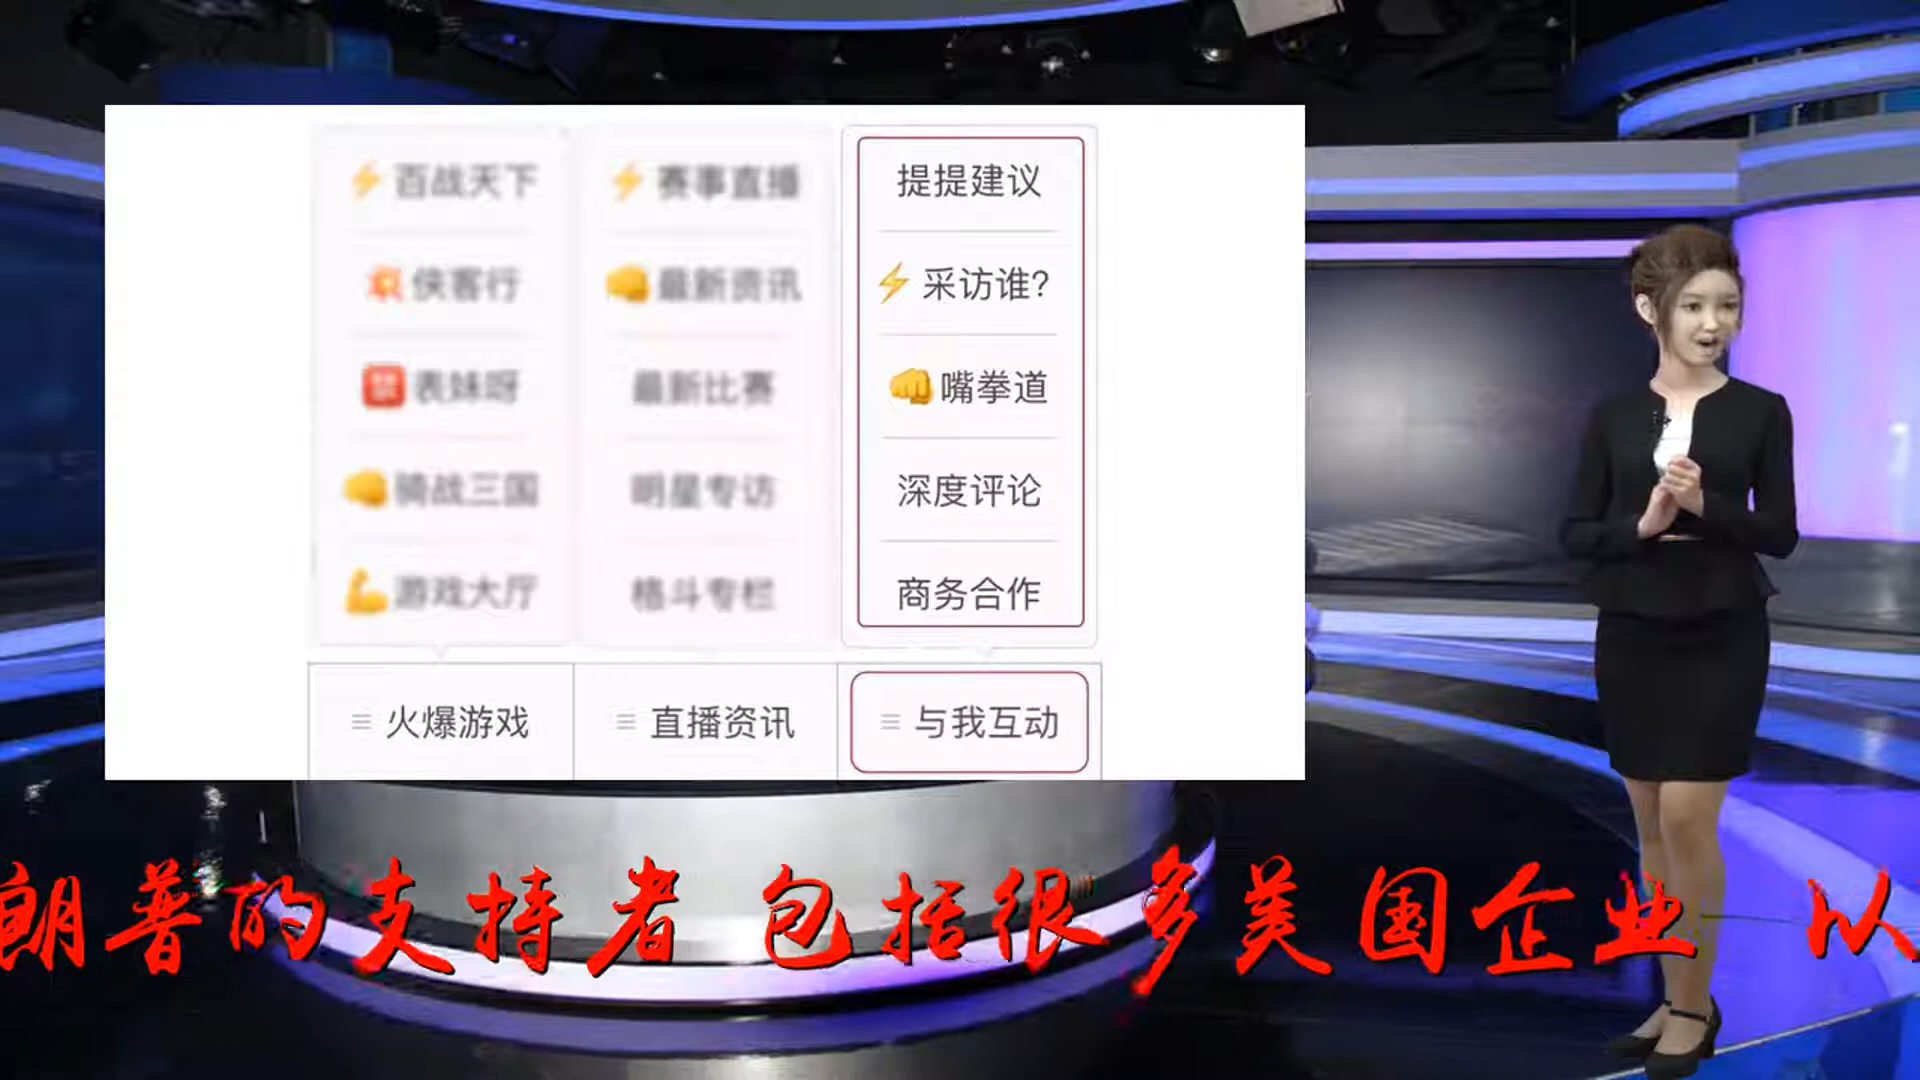 百战天下
侠客行
禁 表妹呀
骑战三国
游戏大厅
赛事直播
最新资讯
最新比赛
明星专访
格斗专栏
提提建议
采访谁?
嘴拳道
深度评论
商务合作
火爆游戏
直播资讯
与我互动
朗普的支持者 包括很多美国企业 以